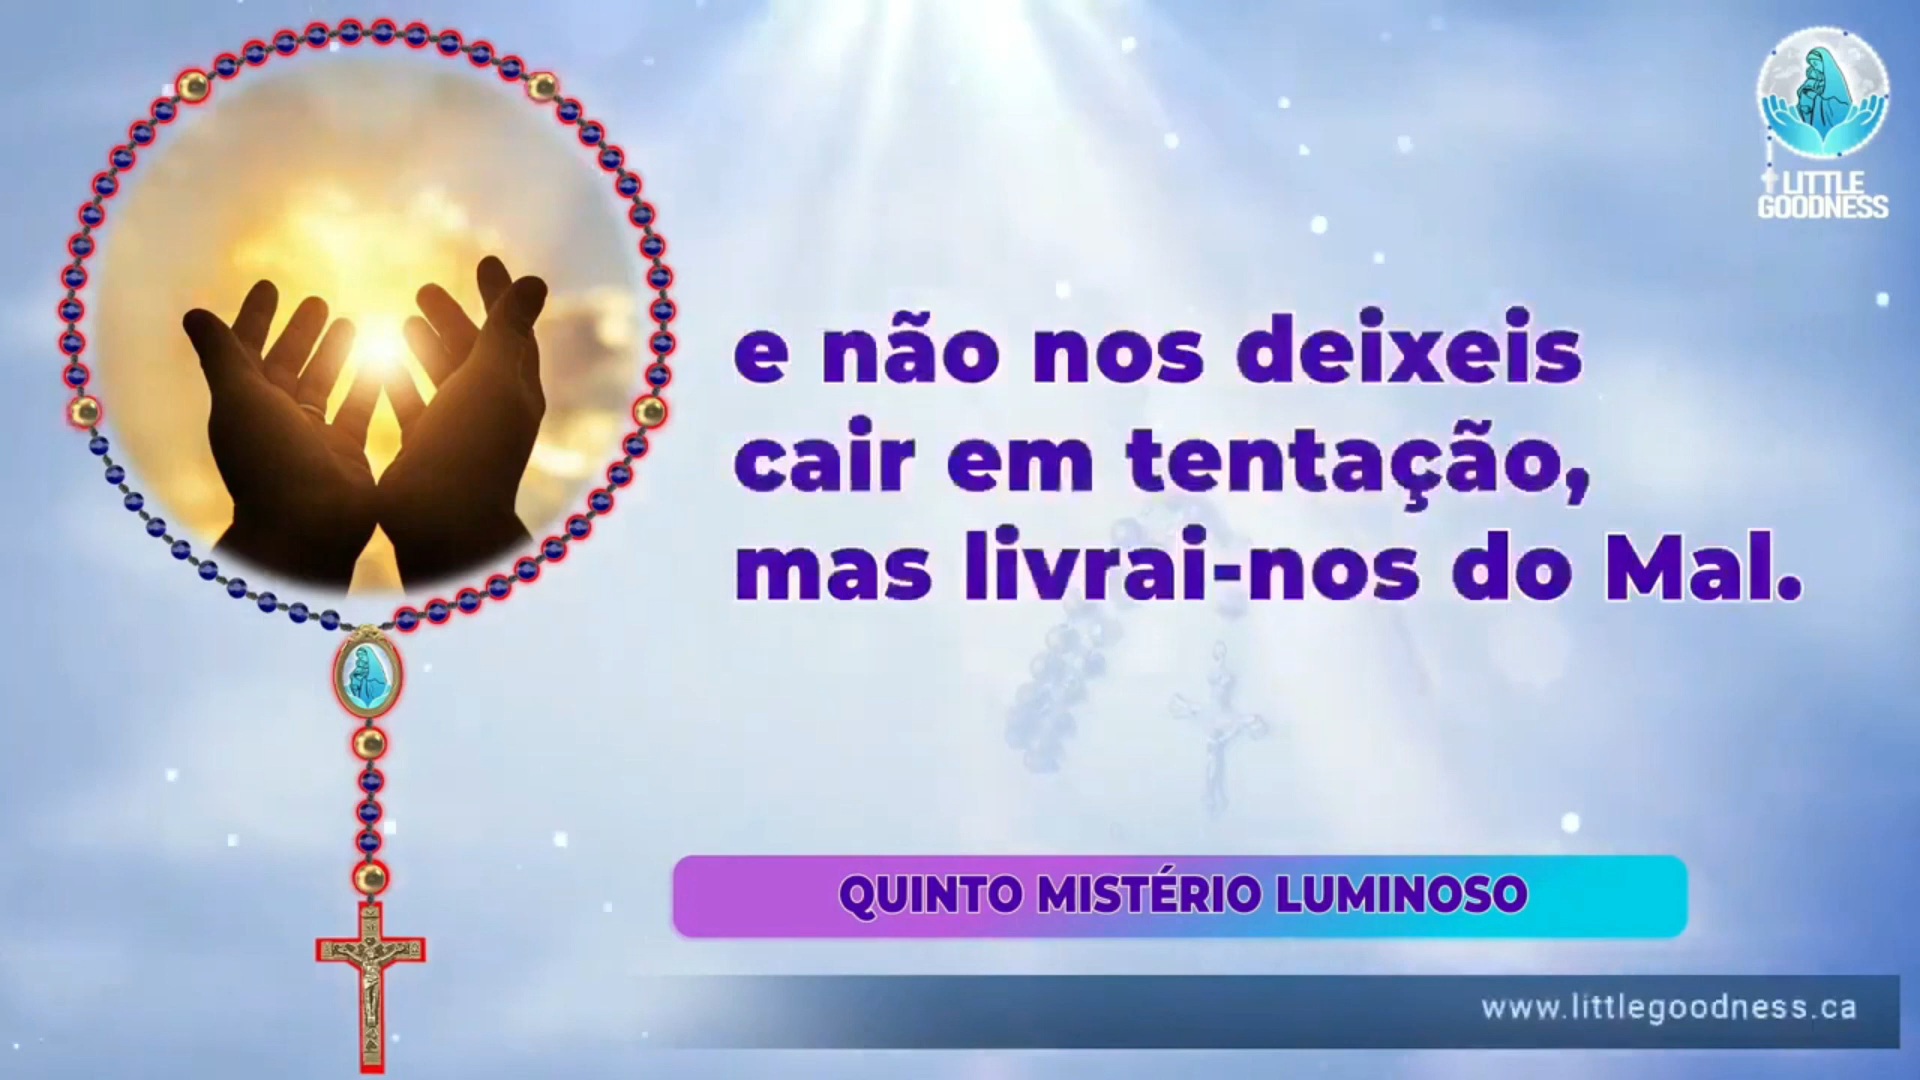 LITTLE
GOODNESS
e não nos deixeis
cair em tentação,
mas livrai-nos do Mal.
QUINTO MISTÉRIO LUMINOSO
www.littlegoodness.ca